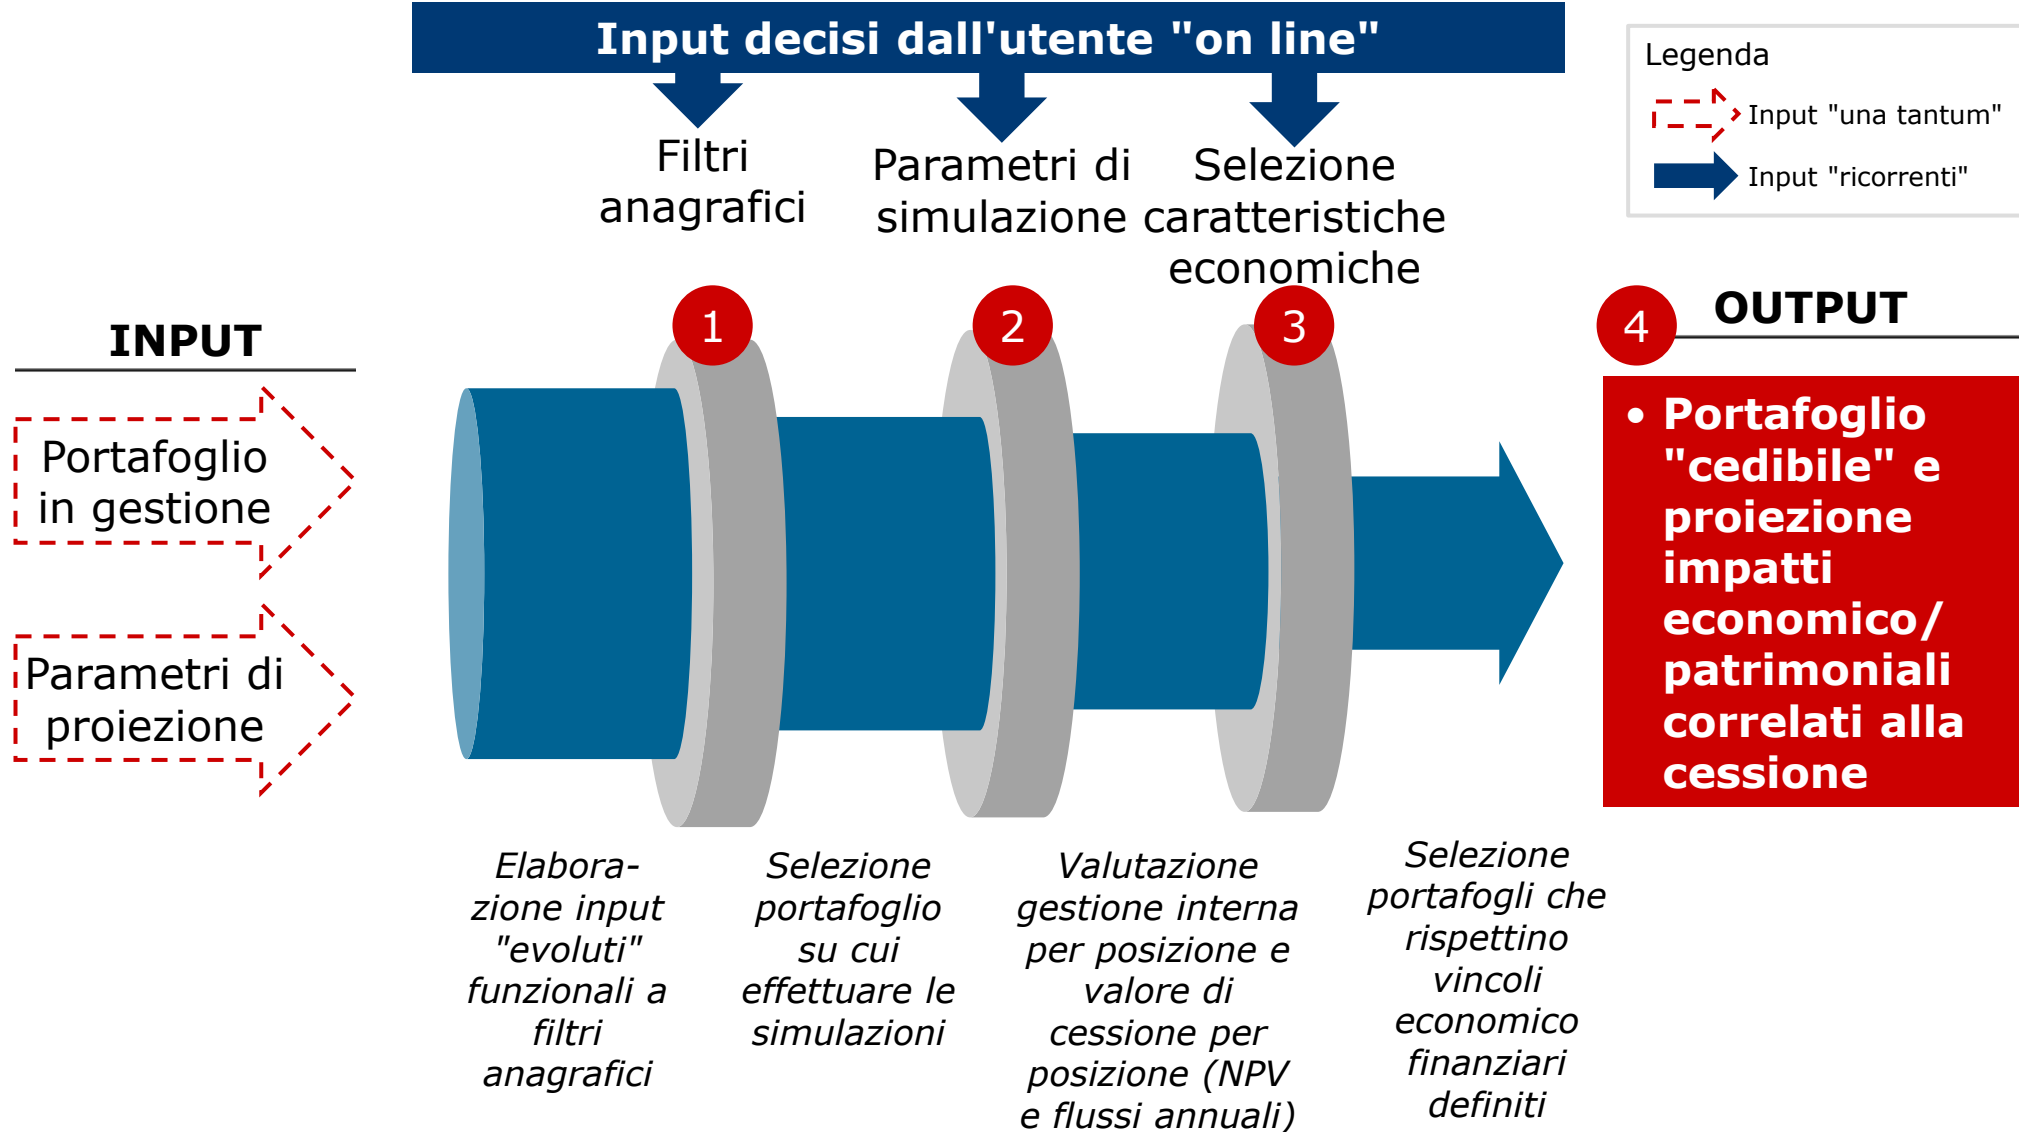 Input decisi dall'utente "on line"
Legenda
Input "una tantum"
Input "ricorrenti"
Filtri
anagrafici
Parametri di
simulazione
Selezione
caratteristiche
economiche
INPUT
Portafoglio
in gestione
Parametri di
proiezione
1
2
3
4
OUTPUT
• Portafoglio
"cedibile" e
proiezione
impatti
economico/
patrimoniali
correlati alla
cessione
Elabora-
zione input
"evoluti"
funzionali a
filtri
anagrafici
Selezione
portafoglio
su cui
effettuare le
simulazioni
Valutazione
gestione interna
per posizione e
valore di
cessione per
posizione (NPV
e flussi annuali)
Selezione
portafogli che
rispettino
vincoli
economico
finanziari
definiti